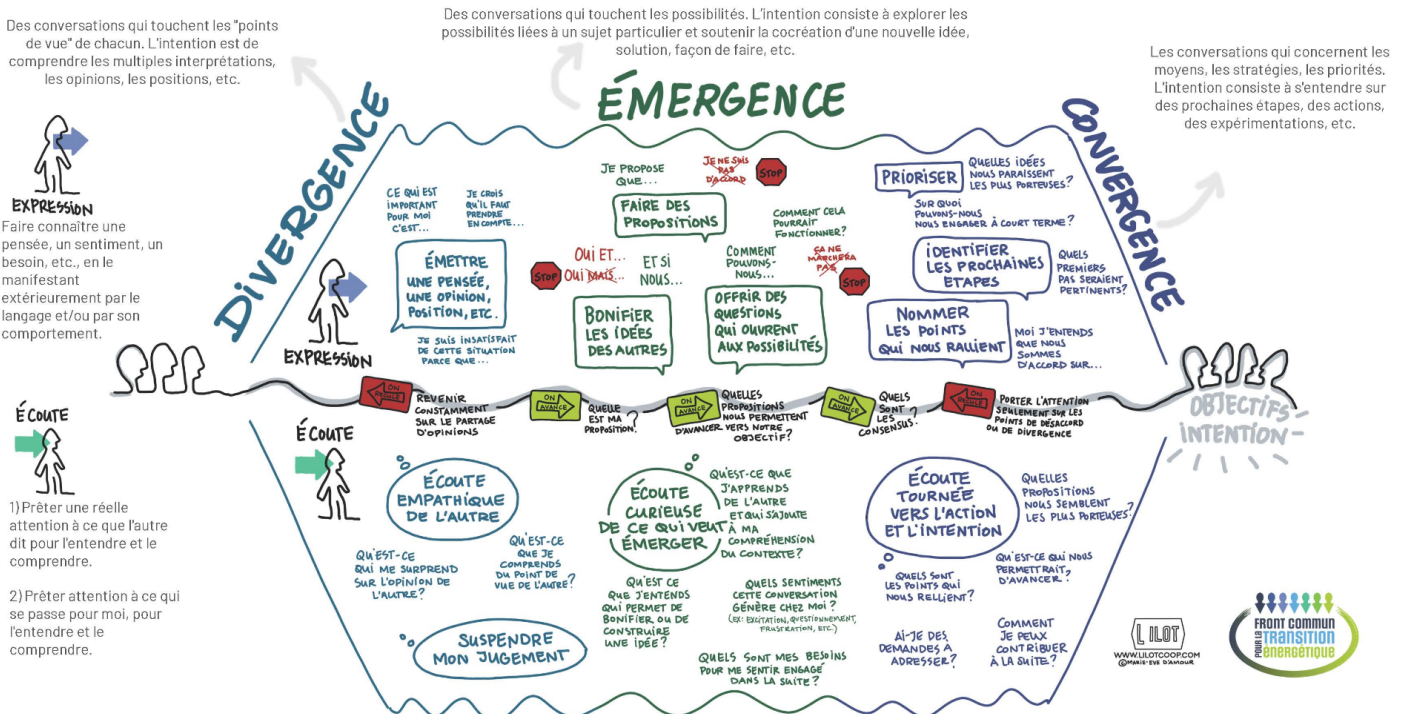 Des conversations qui touchent les "points
de vue" de chacun. L'intention est de
comprendre les multiples interprétations,
les opinions, les positions, etc.
Des conversations qui touchent les possibilités. L'intention consiste à explorer les
possibilités liées à un sujet particulier et soutenir la cocréation d'une nouvelle idée,
solution, façon de faire, etc.
Les conversations qui concernent les
moyens, les stratégies, les priorités.
L'intention consiste à s'entendre sur
des prochaines étapes, des actions,
des expérimentations, etc.
DIVERGENCE
ÉMERGENCE
CONVERGENCE
EXPRESSION
Faire connaître une
pensée, un sentiment, un
besoin, etc., en le
manifestant
extérieurement par le
langage et/ou par son
comportement.
CE QUI EST
IMPORTANT
POUR MOI
C'EST...
JE CROIS
QU'IL FAUT
PRENDRE
EN COMPTE...
ÉMETTRE
UNE PENSÉE,
UNE OPINION,
POSITION, ETC.
JE SUIS INSATISFAIT
DE CETTE SITUATION
PARCE QUE...
EXPRESSION
JE PROPOSE
QUE...
JE NE SUIS
PAS
D'ACCORD
STOP
FAIRE DES
PROPOSITIONS
COMMENT CELA
POURRAIT
FONCTIONNER?
STOP
OUI ET...
OUI MAIS...
ET SI
NOUS...
COMMENT
POUVONS-
NOUS...
ÇA NE
MARCHERA
PAS
STOP
BONIFIER
LES IDÉES
DES AUTRES
OFFRIR DES
QUESTIONS
QUI OUVRENT
AUX POSSIBILITÉS
PRIORISER
QUELLES IDÉES
NOUS PARAISSENT
LES PLUS PORTEUSES?
SUR QUOI
POUVONS-NOUS
NOUS ENGAGER À COURT TERME?
IDENTIFIER
LES PROCHAINES
ETAPES
QUELS
PREMIERS
PAS SERAIENT
PERTINENTS?
NOMMER
LES POINTS
QUI NOUS RALLIENT
MOI J'ENTENDS
QUE NOUS
SOMMES
D'ACCORD SUR...
ON
RECULE
REVENIR
CONSTAMMENT
SUR LE PARTAGE
D'OPINIONS
ON
AVANCE
QUELLE
EST MA
PROPOSITION?
ON
AVANCE
QUELLES
PROPOSITIONS
NOUS PERMETTENT
D'AVANCER VERS NOTRE
OBJECTIF?
ON
AVANCE
QUELS
SONT
LES
CONSENSUS?
ON
RECULE
PORTER L'ATTENTION
SEULEMENT SUR LES
POINTS DE DÉSACCORD
OU DE DIVERGENCE
OBJECTIFS
INTENTION
ÉCOUTE
1) Prêter une réelle
attention à ce que l'autre
dit pour l'entendre et le
comprendre.
2) Prêter attention à ce qui
se passe pour moi, pour
l'entendre et le
comprendre.
ÉCOUTE
ÉCOUTE
EMPATHIQUE
DE L'AUTRE
QU'EST-CE
QUI ME SURPREND
SUR L'OPINION DE
L'AUTRE?
QU'EST-CE
QUE JE
COMPRENDS
DU POINT DE
VUE DE L'AUTRE?
SUSPENDRE
MON JUGEMENT
ÉCOUTE
CURIEUSE
DE CE QUI VEUT
ÉMERGER
QU'EST-CE QUE
J'APPRENDS
DE L'AUTRE
ET QUI S'AJOUTE
À MA
COMPRÉHENSION
DU CONTEXTE?
QU'EST CE
QUE J'ENTENDS
QUI PERMET DE
BONIFIER OU DE
CONSTRUIRE
UNE IDÉE?
QUELS SENTIMENTS
CETTE CONVERSATION
GÉNÈRE CHEZ MOI?
(EX: EXCITATION, QUESTIONNEMENT,
FRUSTRATION, ETC.)
QUELS SONT MES BESOINS
POUR ME SENTIR ENGAGÉ
DANS LA SUITE?
ÉCOUTE
TOURNÉE
VERS L'ACTION
ET L'INTENTION
QUELLES
PROPOSITIONS
NOUS SEMBLENT
LES PLUS PORTEUSES?
QUELS SONT
LES POINTS QUI
NOUS RELLIENT?
QU'EST-CE QUI NOUS
PERMETTRAIT
D'AVANCER?
AI-JE DES
DEMANDES A
ADRESSER?
COMMENT
JE PEUX
CONTRIBUER
À LA SUITE?
L ILOT
WWW.LILOTCOOP.COM
©MARIE-EVE D'AMOUR
FRONT COMMUN
POUR LA TRANSITION
ÉNERGÉTIQUE